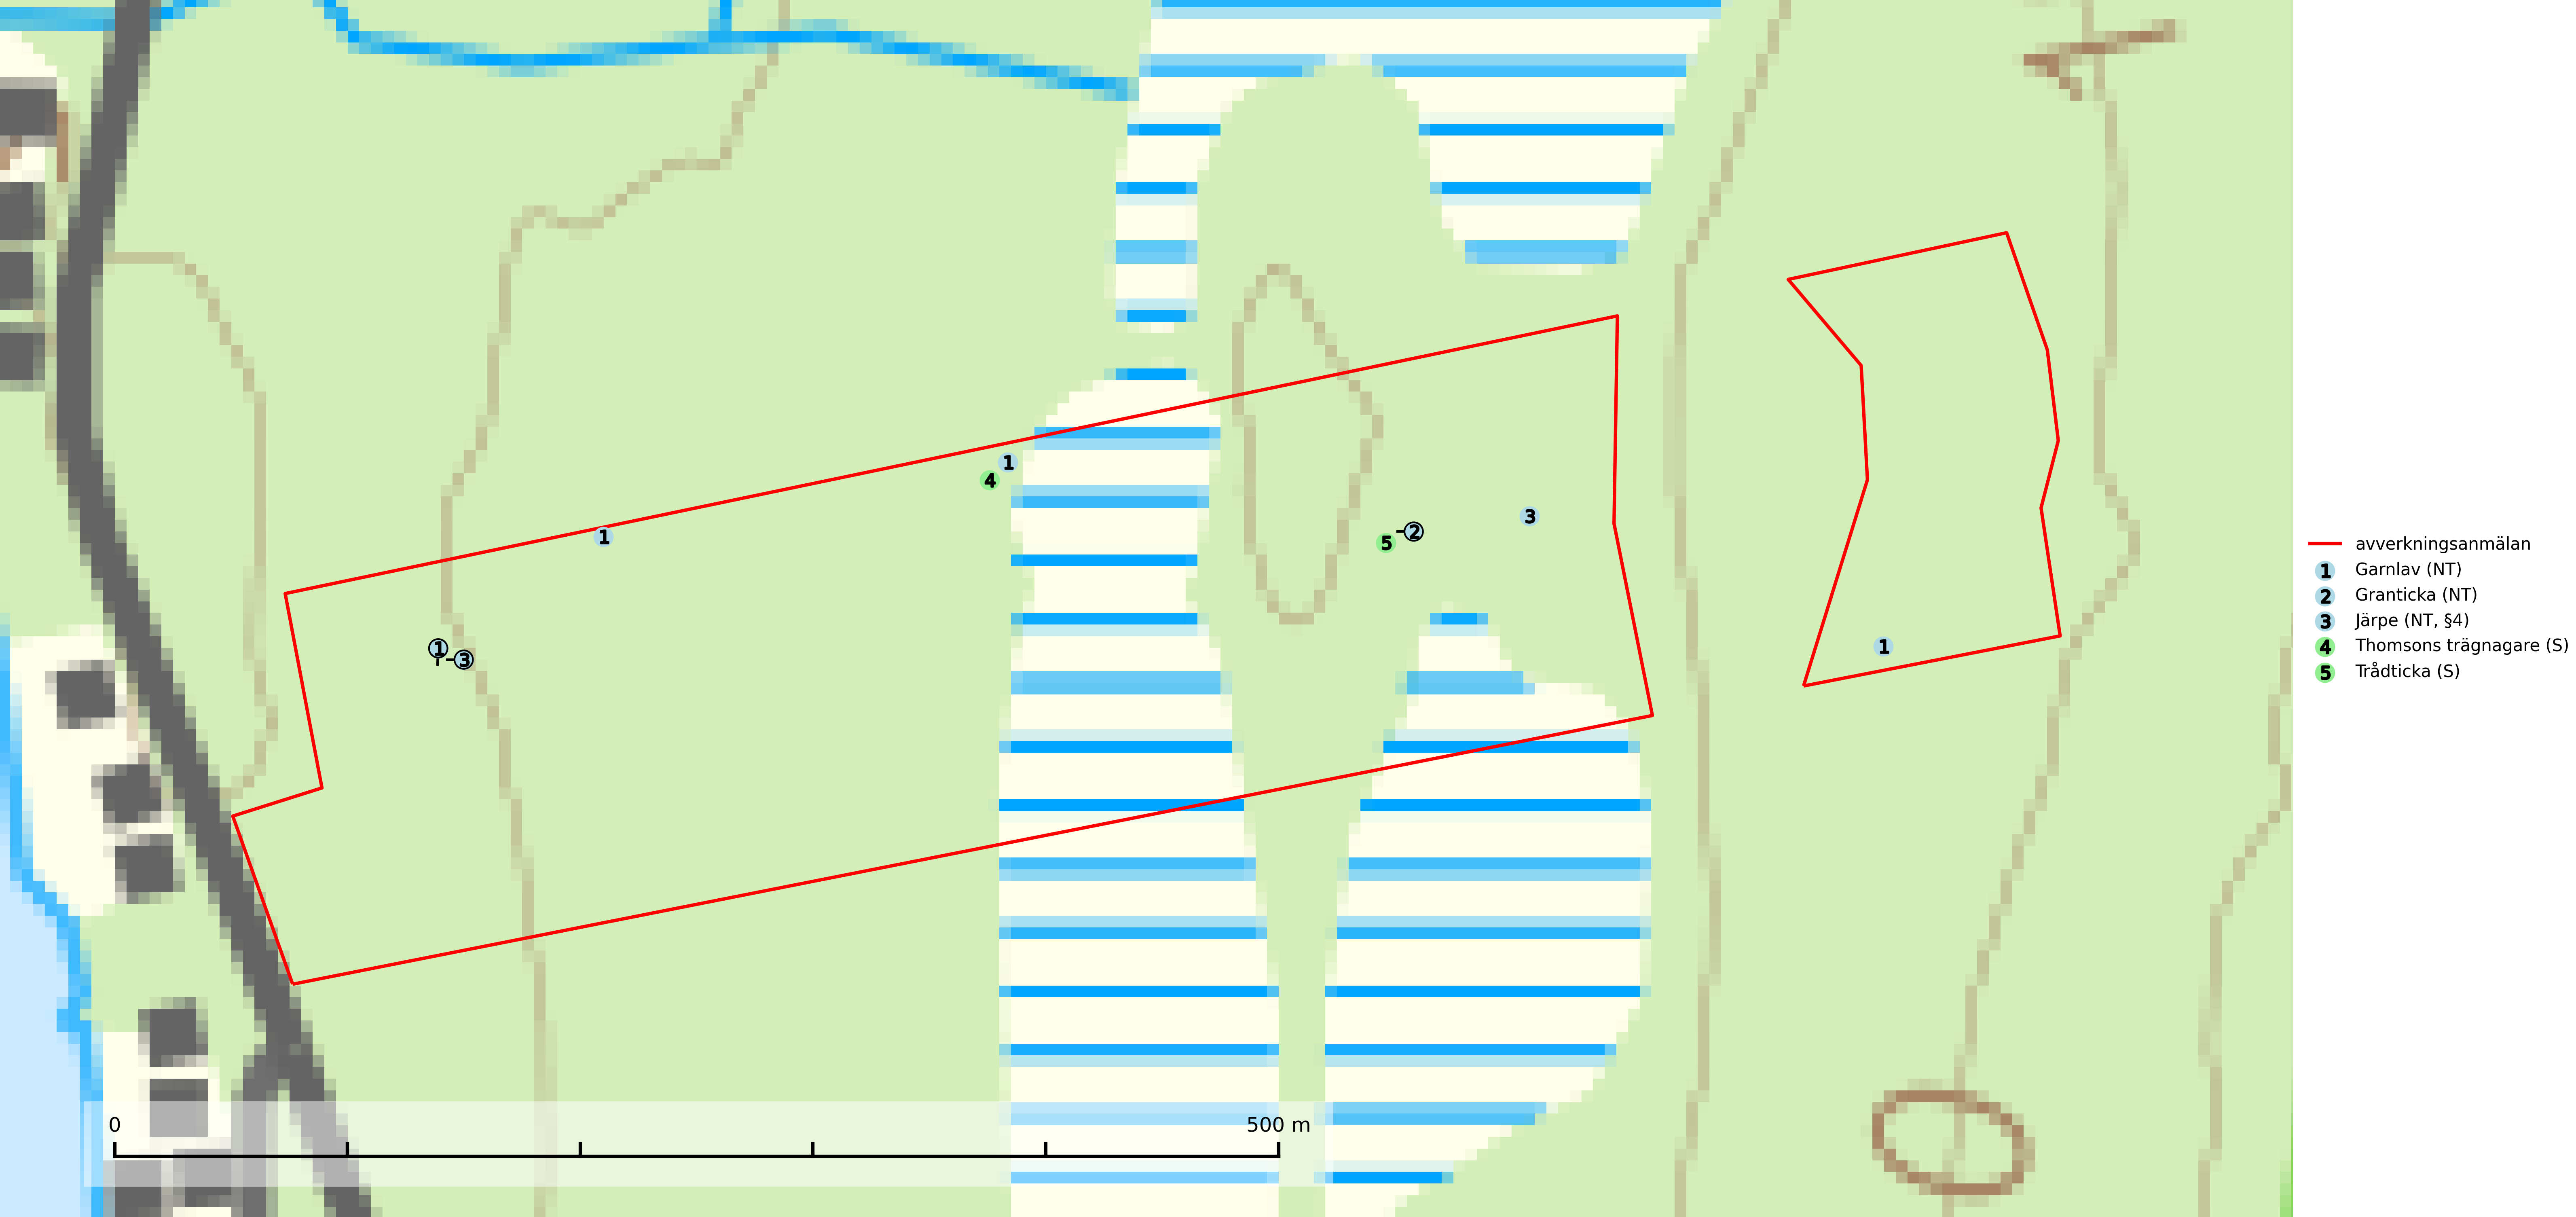 1
4
1
5
2
3
1
3
1
0
500 m
avverkningsanmälan
1 Garnlav (NT)
2 Granticka (NT)
3 Järpe (NT, §4)
4 Thomsons trägnagare (S)
5 Trådticka (S)